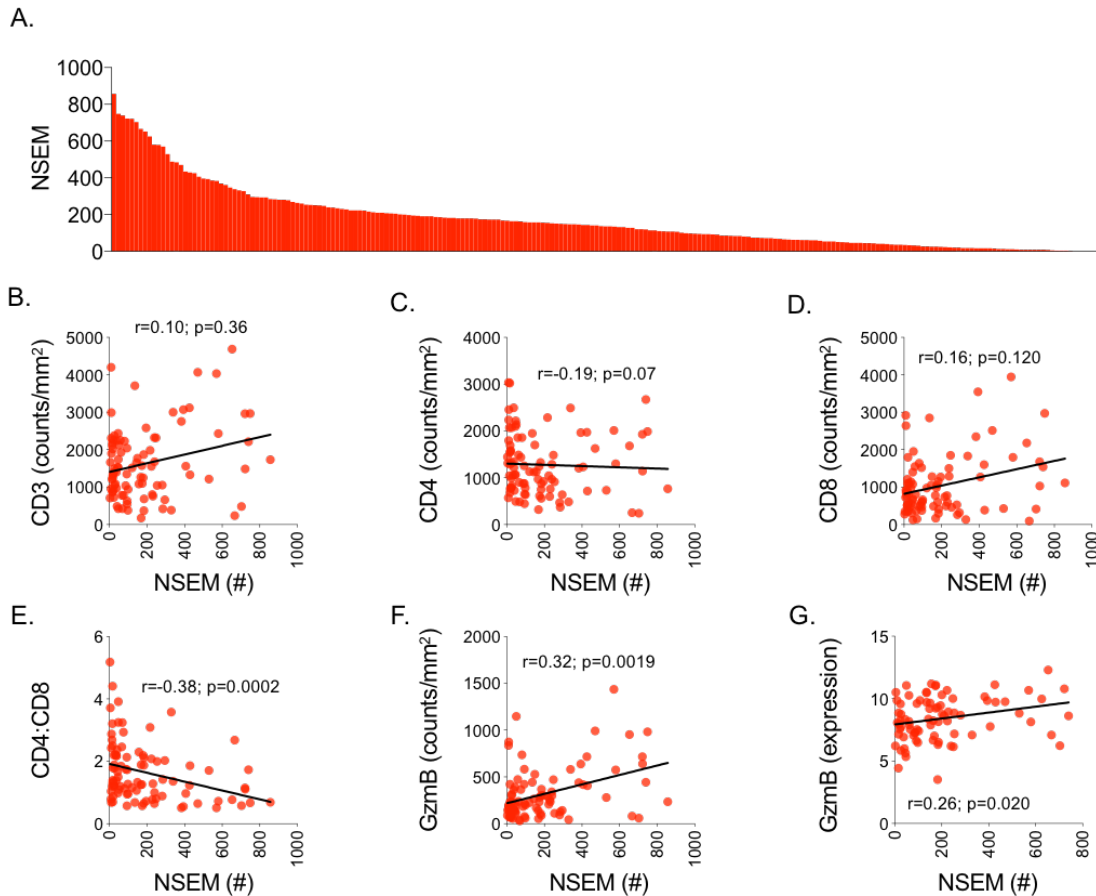 A.
NSEM
1000
800
600
400
200
0
B.
r=0.10; p=0.36
CD3 (counts/mm²)
5000
4000
3000
2000
1000
0
0
200
400
600
800
1000
NSEM (#)
C.
r=-0.19; p=0.07
CD4 (counts/mm²)
4000
3000
2000
1000
0
0
200
400
600
800
1000
NSEM (#)
D.
r=0.16; p=0.120
CD8 (counts/mm²)
5000
4000
3000
2000
1000
0
0
200
400
600
800
1000
NSEM (#)
E.
r=-0.38; p=0.0002
CD4:CD8
6
4
2
0
0
200
400
600
800
1000
NSEM (#)
F.
r=0.32; p=0.0019
GzmB (counts/mm²)
2000
1500
1000
500
0
0
200
400
600
800
1000
NSEM (#)
G.
GzmB (expression)
15
10
5
0
r=0.26; p=0.020
0
200
400
600
800
NSEM (#)